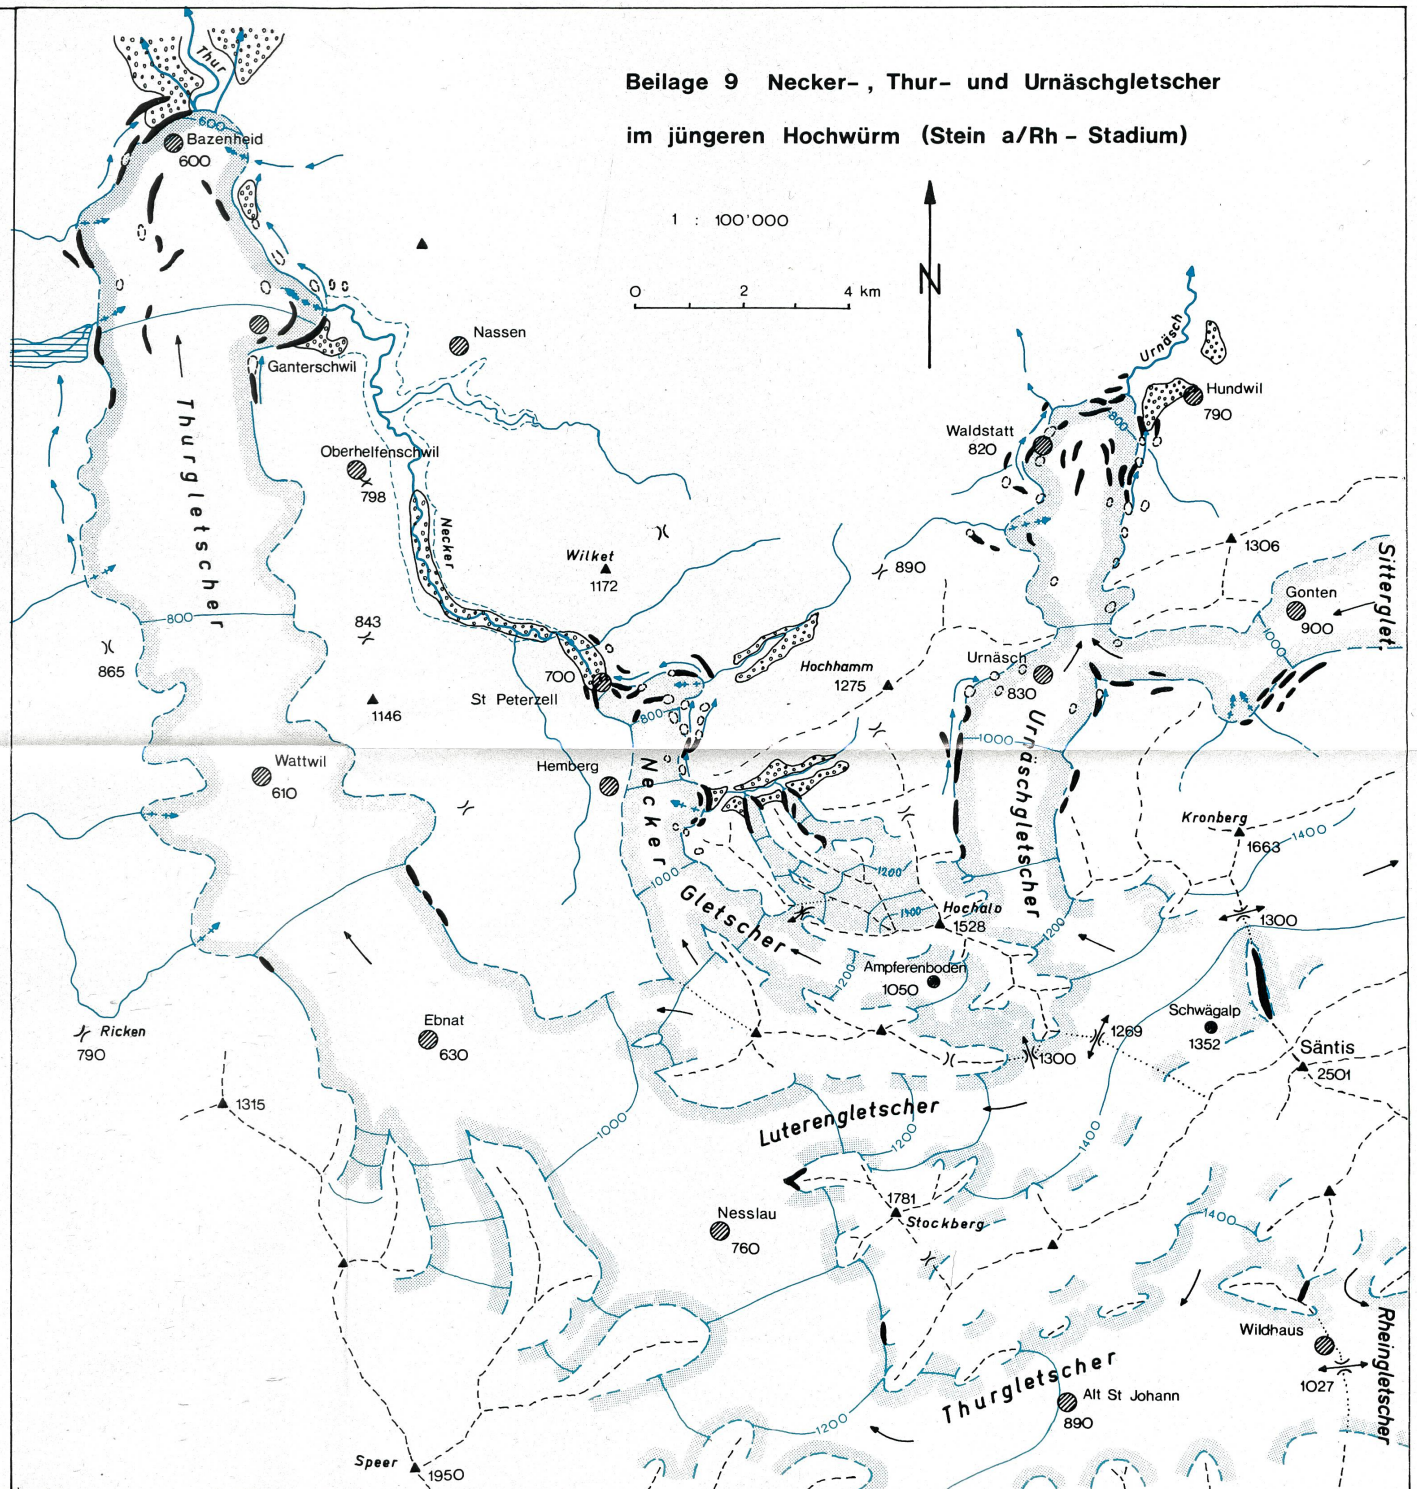 Beilage 9 Necker-, Thur- und Urnäschgletscher
im jüngeren Hochwürm (Stein a/Rh - Stadium)
1 : 100'000
0 2 4 km
N
Thur
600
Bazenheid
600
Nassen
Ganterschwil
Urnäsch
Hundwil
790
800
Waldstatt
820
Thurgletscher
Oberhelfenschwil
798
Necker
Wilket
1172
890
1306
Sitterglet.
Gonten
900
1000
800
843
865
1146
700
St Peterzell
800
Hochhamm
1275
Urnäsch
830
1000
Urnäschgletscher
Wattwil
610
Hemberg
Necker
Gletscher
1000
1200
1400
Hochalp
1528
Kronberg
1663
1400
1300
1200
Ampferenboden
1050
1200
Schwägalp
1352
Säntis
2501
1269
1300
Ricken
790
Ebnat
630
1315
1000
Luterengletscher
1200
1400
1781
Stockberg
Nesslau
760
1400
Wildhaus
1027
Rheingletscher
Thurgletscher
Alt St Johann
890
1200
Speer
1950